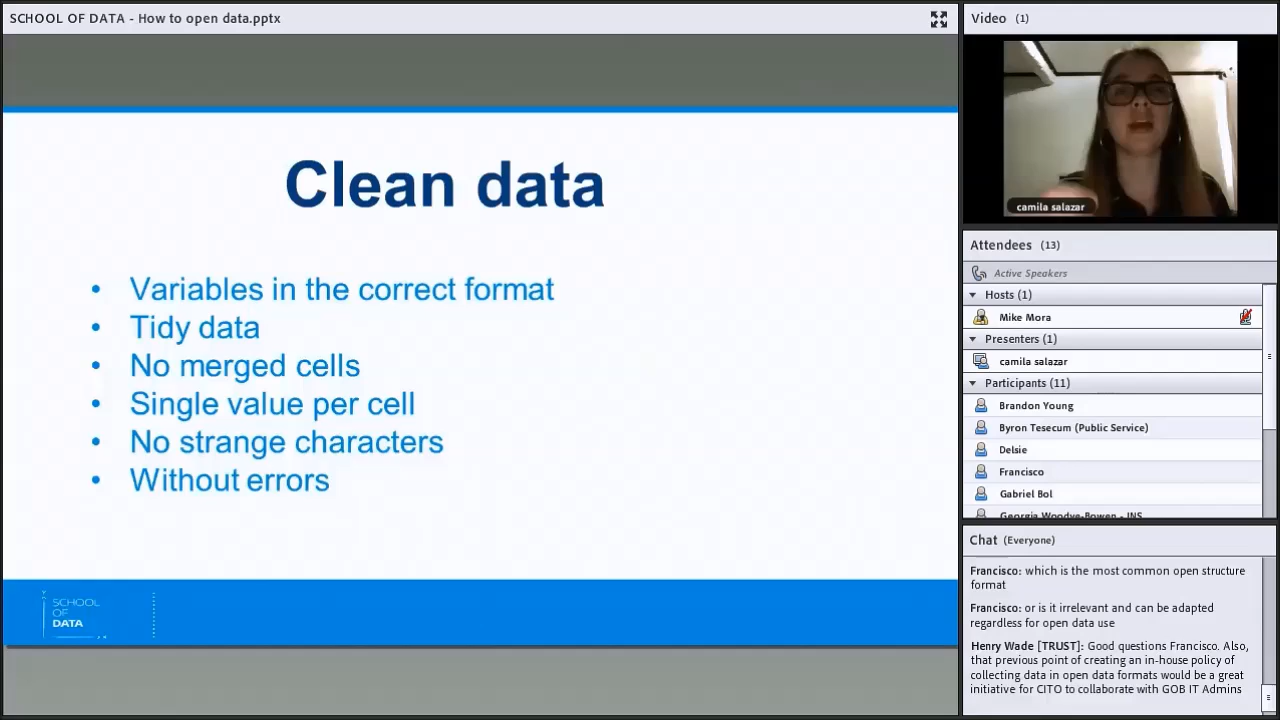 SCHOOL OF DATA - How to open data.pptx
Clean data
• Variables in the correct format
• Tidy data
• No merged cells
• Single value per cell
• No strange characters
• Without errors
SCHOOL
OF
DATA
Video (1)
camila salazar
Attendees (13)
Active Speakers
Hosts (1)
Mike Mora
Presenters (1)
camila salazar
Participants (11)
Brandon Young
Byron Tesecum (Public Service)
Delsie
Francisco
Gabriel Bol
Georgia Woodye-Bowen - INS
Chat (Everyone)
Francisco: which is the most common open structure
format
Francisco: or is it irrelevant and can be adapted
regardless for open data use
Henry Wade [TRUST]: Good questions Francisco. Also,
that previous point of creating an in-house policy of
collecting data in open data formats would be a great
initiative for CITO to collaborate with GOB IT Admins